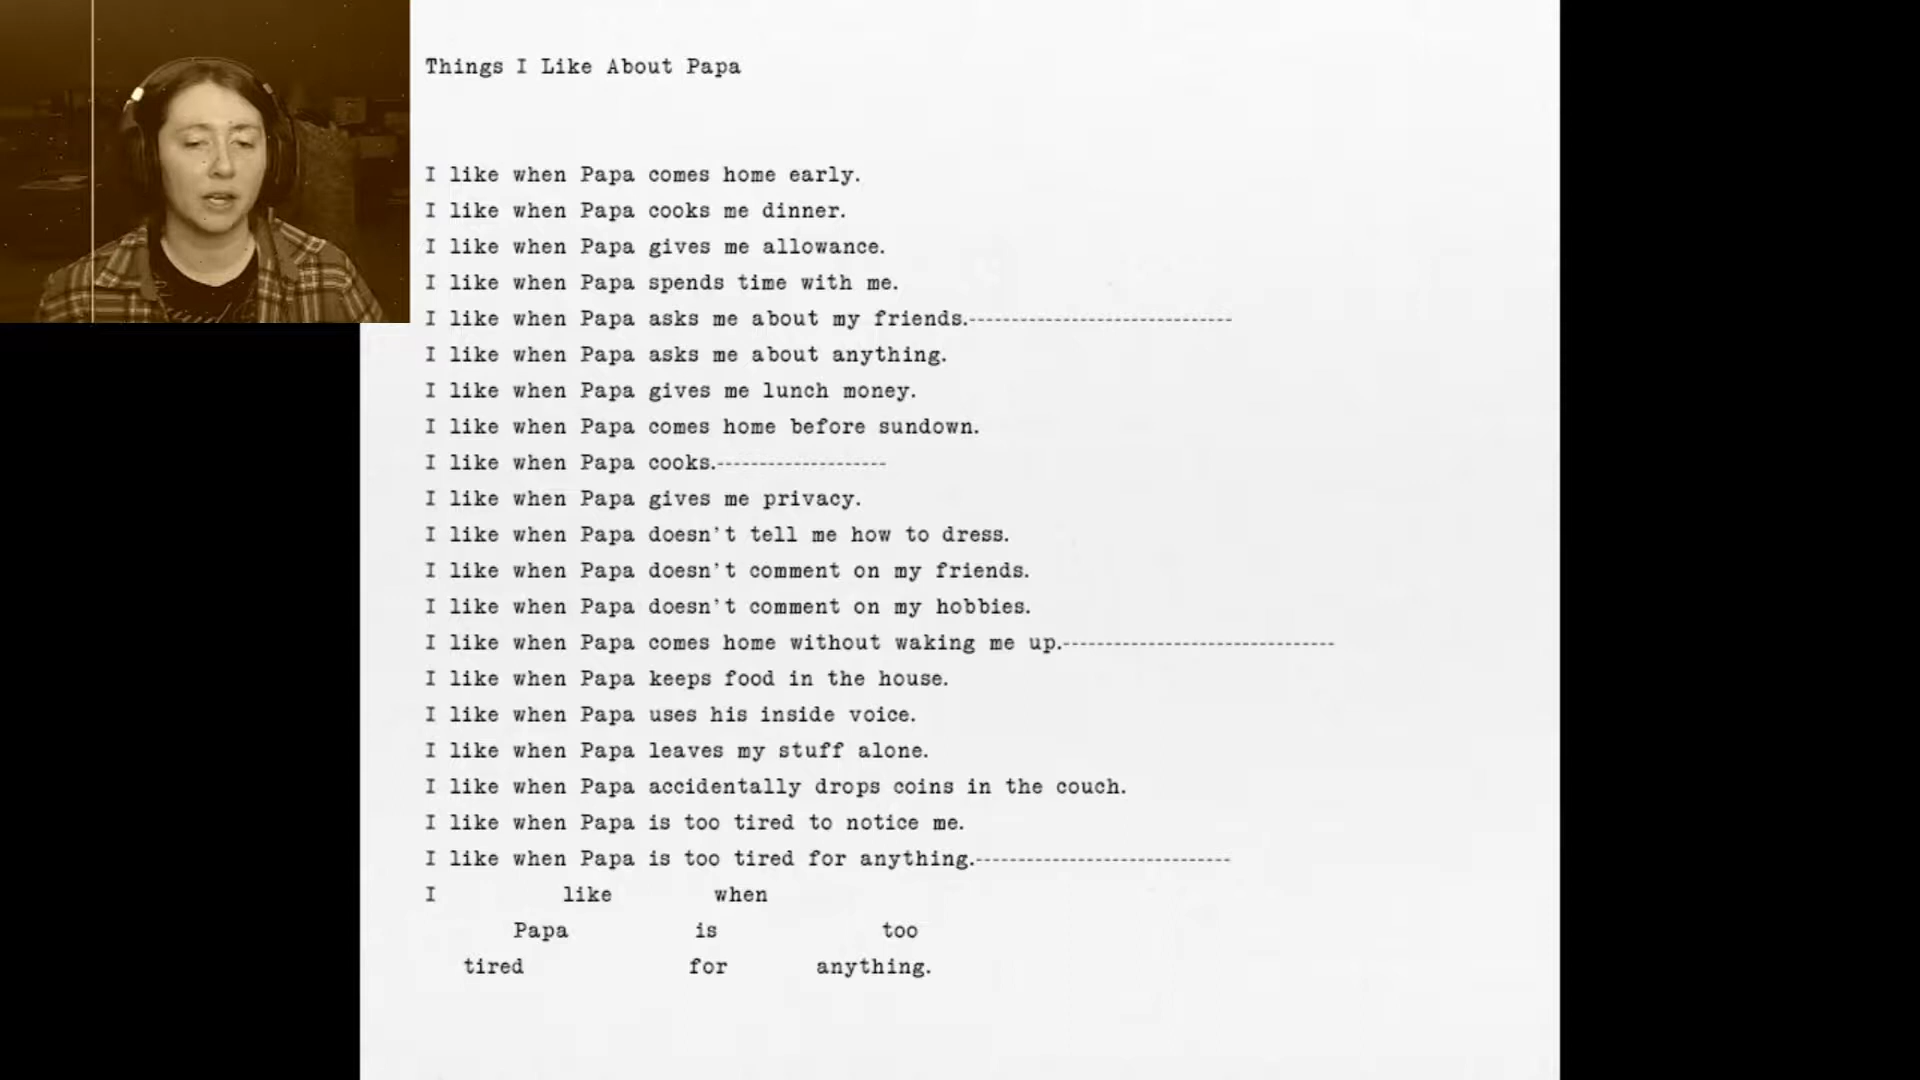 Things I Like About Papa
I like when Papa comes home early.
I like when Papa cooks me dinner.
I like when Papa gives me allowance.
I like when Papa spends time with me.
I like when Papa asks me about my friends.-----------------------------
I like when Papa asks me about anything.
I like when Papa gives me lunch money.
I like when Papa comes home before sundown.
I like when Papa cooks.-------------------
I like when Papa gives me privacy.
I like when Papa doesn't tell me how to dress.
I like when Papa doesn't comment on my friends.
I like when Papa doesn't comment on my hobbies.
I like when Papa comes home without waking me up.------------------------------
I like when Papa keeps food in the house.
I like when Papa uses his inside voice.
I like when Papa leaves my stuff alone.
I like when Papa accidentally drops coins in the couch.
I like when Papa is too tired to notice me.
I like when Papa is too tired for anything.----------------------------
I like when
Papa is too
tired for anything.